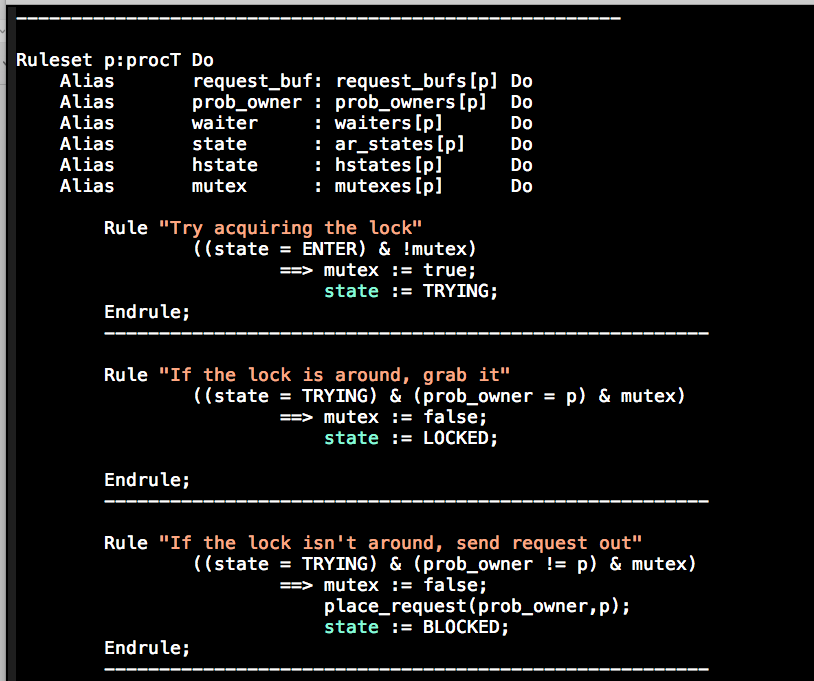 ------------------------------------------------------------
Ruleset p:procT Do
    Alias       request_buf: request_bufs[p] Do
    Alias       prob_owner : prob_owners[p]  Do
    Alias       waiter     : waiters[p]      Do
    Alias       state      : ar_states[p]    Do
    Alias       hstate     : hstates[p]      Do
    Alias       mutex      : mutexes[p]      Do
        Rule "Try acquiring the lock"
                ((state = ENTER) & !mutex)
                        ==> mutex := true;
                            state := TRYING;
        Endrule;
        ------------------------------------------------------------
        Rule "If the lock is around, grab it"
                ((state = TRYING) & (prob_owner = p) & mutex)
                        ==> mutex := false;
                            state := LOCKED;
        Endrule;
        ------------------------------------------------------------
        Rule "If the lock isn't around, send request out"
                ((state = TRYING) & (prob_owner != p) & mutex)
                        ==> mutex := false;
                            place_request(prob_owner,p);
                            state := BLOCKED;
        Endrule;
        ------------------------------------------------------------